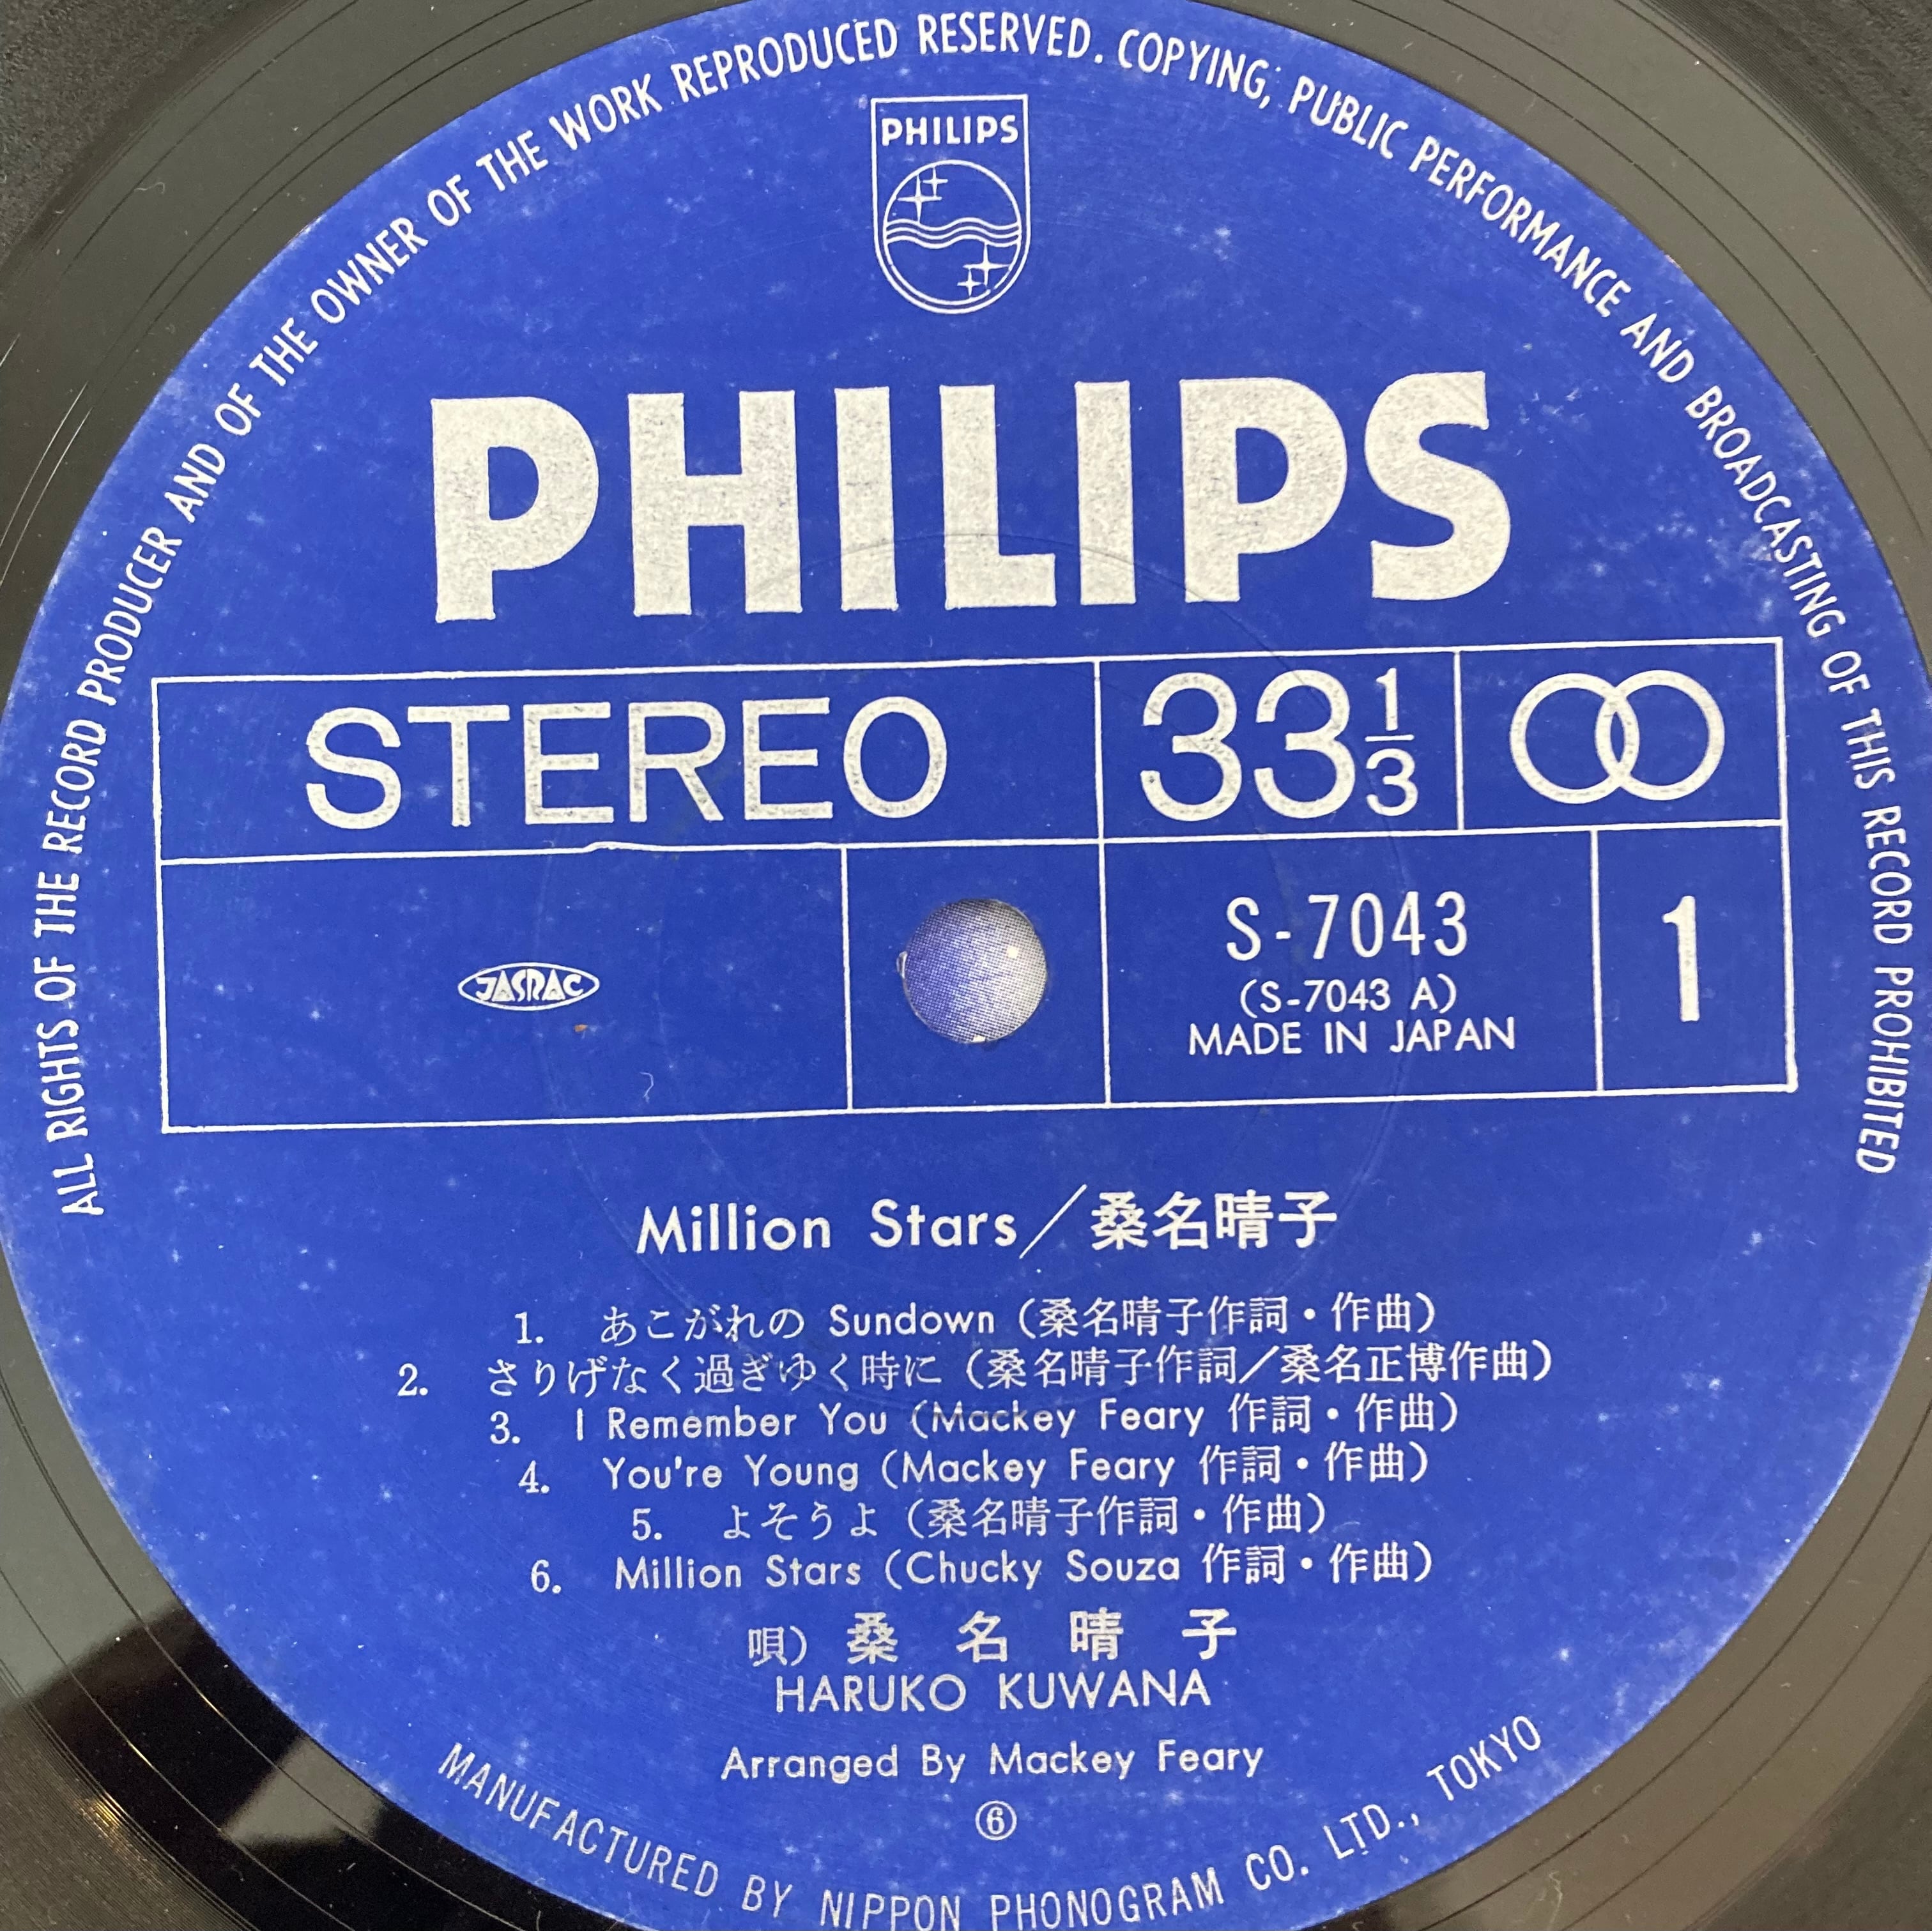 ALL RIGHTS OF THE RECORD PRODUCER AND OF THE OWNER OF THE WORK REPRODUCED RESERVED. COPYING, PUBLIC PERFORMANCE AND BROADCASTING OF THIS RECORD PROHIBITED
PHILIPS
PHILIPS
STEREO 33 1/3
JASRAC
S-7043
(S-7043 A)
MADE IN JAPAN
1
Million Stars/桑名晴子
1. あこがれの Sundown (桑名晴子作詞・作曲)
2. さりげなく過ぎゆく時に (桑名晴子作詞/桑名正博作曲)
3. I Remember You (Mackey Feary 作詞・作曲)
4. You're Young (Mackey Feary 作詞・作曲)
5. よそうよ (桑名晴子作詞・作曲)
6. Million Stars (Chucky Souza 作詞・作曲)
唄) 桑名晴子
HARUKO KUWANA
Arranged By Mackey Feary
⑥
MANUFACTURED BY NIPPON PHONOGRAM CO. LTD., TOKYO